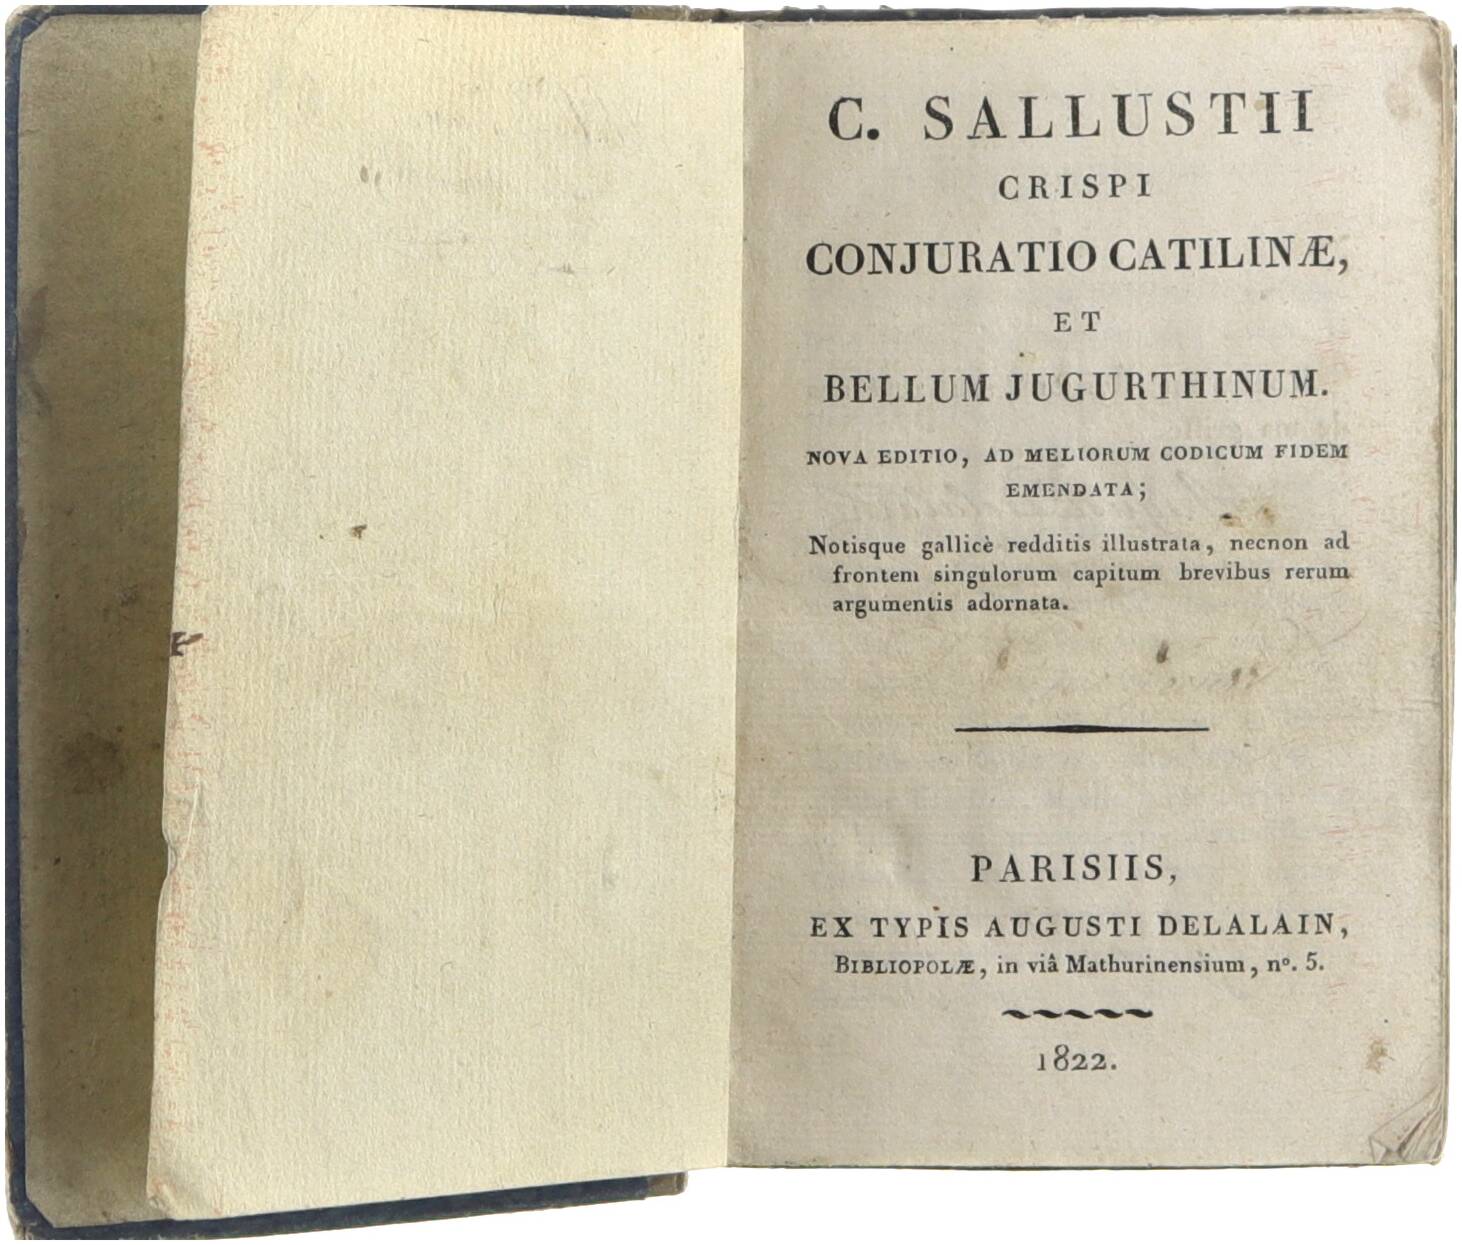 C. SALLUSTII
CRISPI
CONJURATIO CATILINÆ,
ET
BELLUM JUGURTHINUM.
NOVA EDITIO, AD MELIORUM CODICUM FIDEM
EMENDATA;
Notisque gallicè redditis illustrata, necnon ad
frontem singulorum capitum brevibus rerum
argumentis adornata.
PARISIIS,
EX TYPIS AUGUSTI DELALAIN,
BIBLIOPOLÆ, in viâ Mathurinensium, nº. 5.
1822.